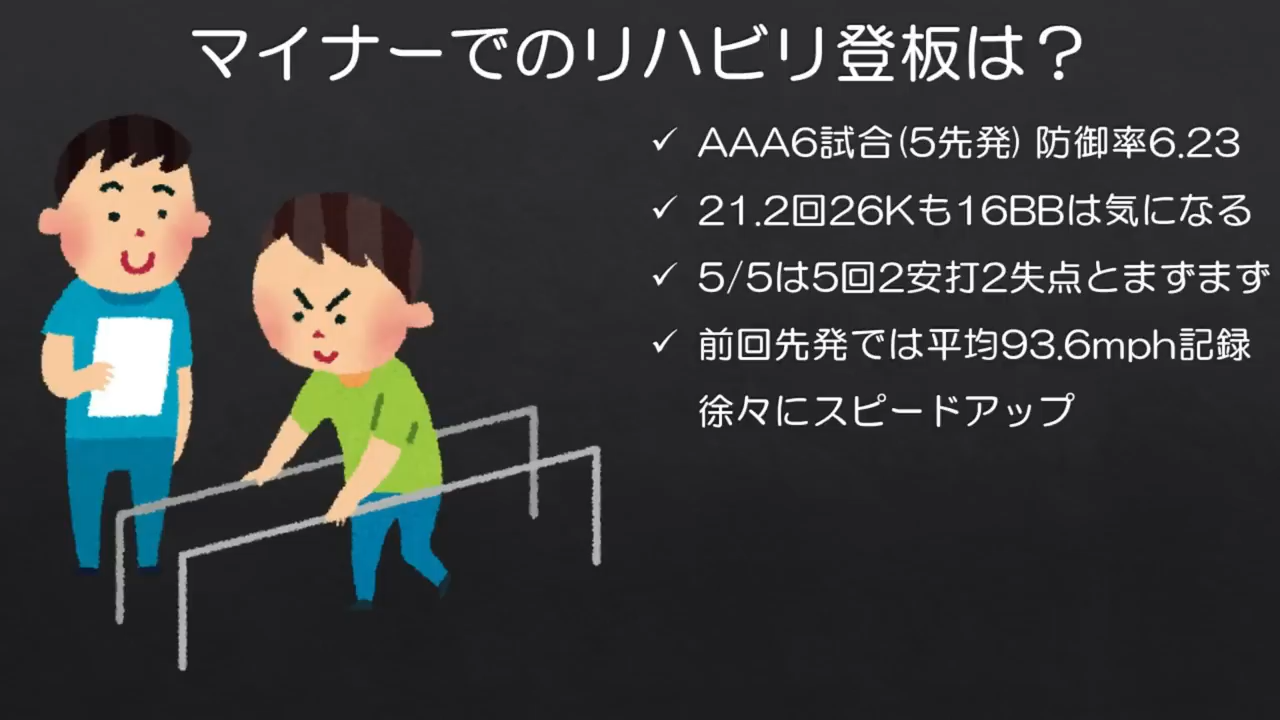 マイナーでのリハビリ登板は？
✓ AAA6試合(5先発) 防御率6.23
✓ 21.2回26Kも16BBは気になる
✓ 5/5は5回2安打2失点とまずまず
✓ 前回先発では平均93.6mph記録
徐々にスピードアップ